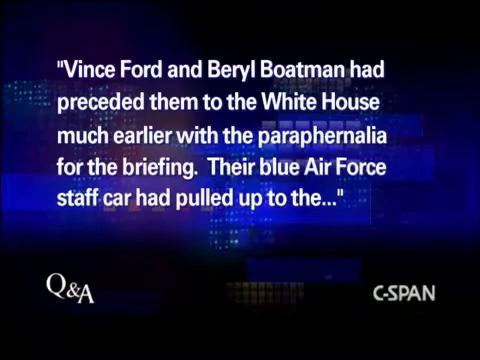 "Vince Ford and Beryl Boatman had
preceded them to the White House
much earlier with the paraphernalia
for the briefing. Their blue Air Force
staff car had pulled up to the..."
Q&A
C-SPAN